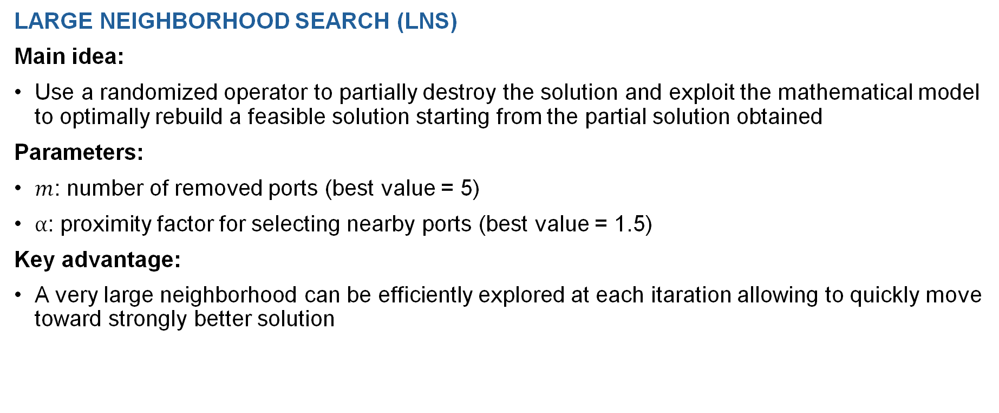 LARGE NEIGHBORHOOD SEARCH (LNS)
Main idea:
• Use a randomized operator to partially destroy the solution and exploit the mathematical model
to optimally rebuild a feasible solution starting from the partial solution obtained
Parameters:
• m: number of removed ports (best value = 5)
• α: proximity factor for selecting nearby ports (best value = 1.5)
Key advantage:
• A very large neighborhood can be efficiently explored at each itaration allowing to quickly move
toward strongly better solution